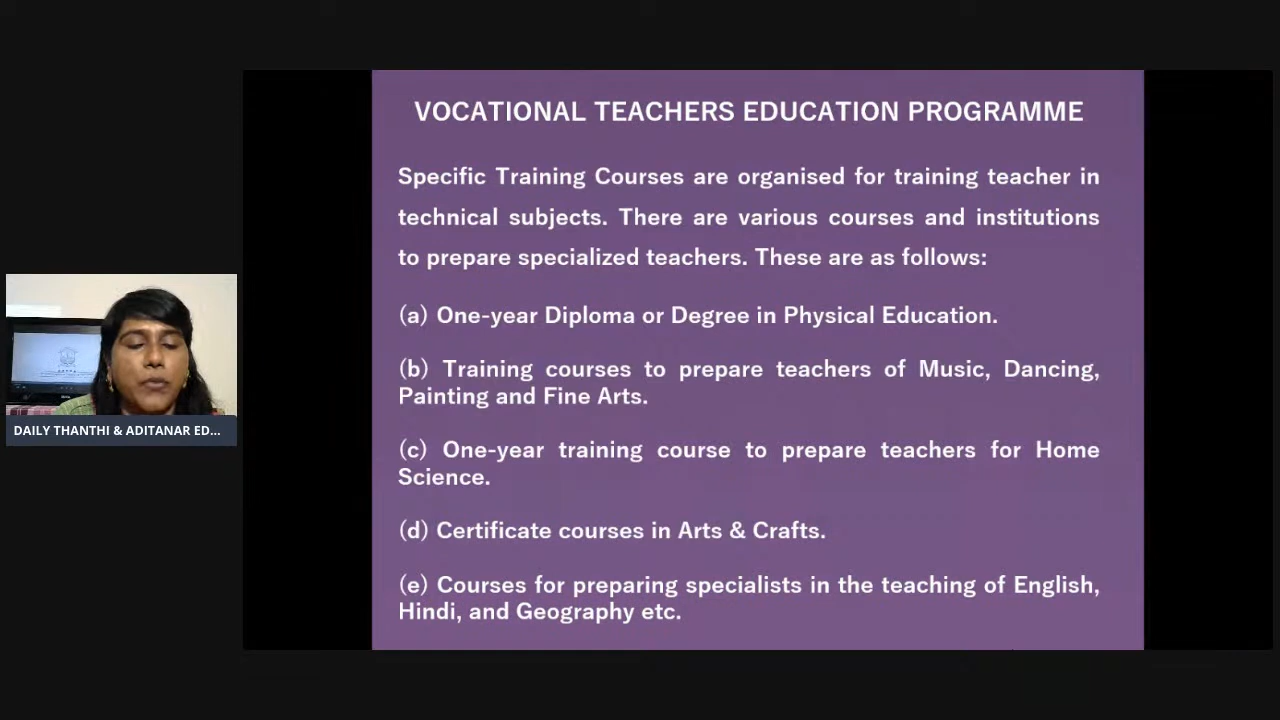 VOCATIONAL TEACHERS EDUCATION PROGRAMME
Specific Training Courses are organised for training teacher in
technical subjects. There are various courses and institutions
to prepare specialized teachers. These are as follows:
(a) One-year Diploma or Degree in Physical Education.
(b) Training courses to prepare teachers of Music, Dancing,
Painting and Fine Arts.
(c) One-year training course to prepare teachers for Home
Science.
(d) Certificate courses in Arts & Crafts.
(e) Courses for preparing specialists in the teaching of English,
Hindi, and Geography etc.
DAILY THANTHI & ADITANAR ED...